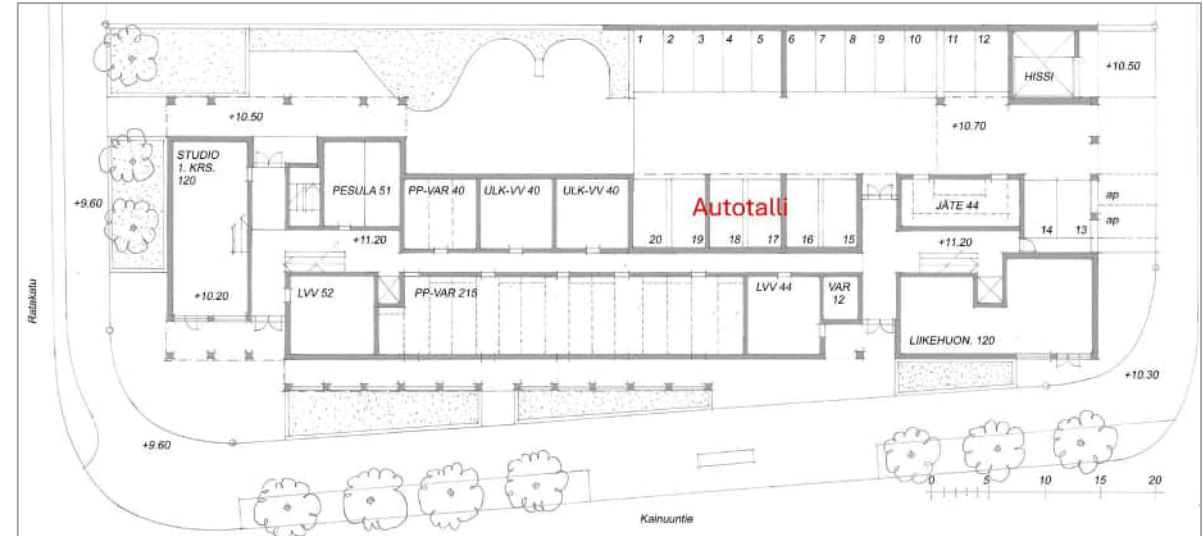 1 2 3 4 5 6 7 8 9 10 11 12
HISSI
+10.50
+10.50
+10.70
STUDIO
1. KRS.
120
PESULA 51
PP-VAR 40
ULK-VV 40
ULK-VV 40
Autotalli
JÄTE 44
ap
ap
+9.60
20 19 18 17 16 15
14 13
+11.20
+11.20
+10.20
LVV 52
PP-VAR 215
LVV 44
VAR
12
LIIKEHUON. 120
Ratakatu
+10.30
+9.60
0 5 10 15 20
Kainuuntie